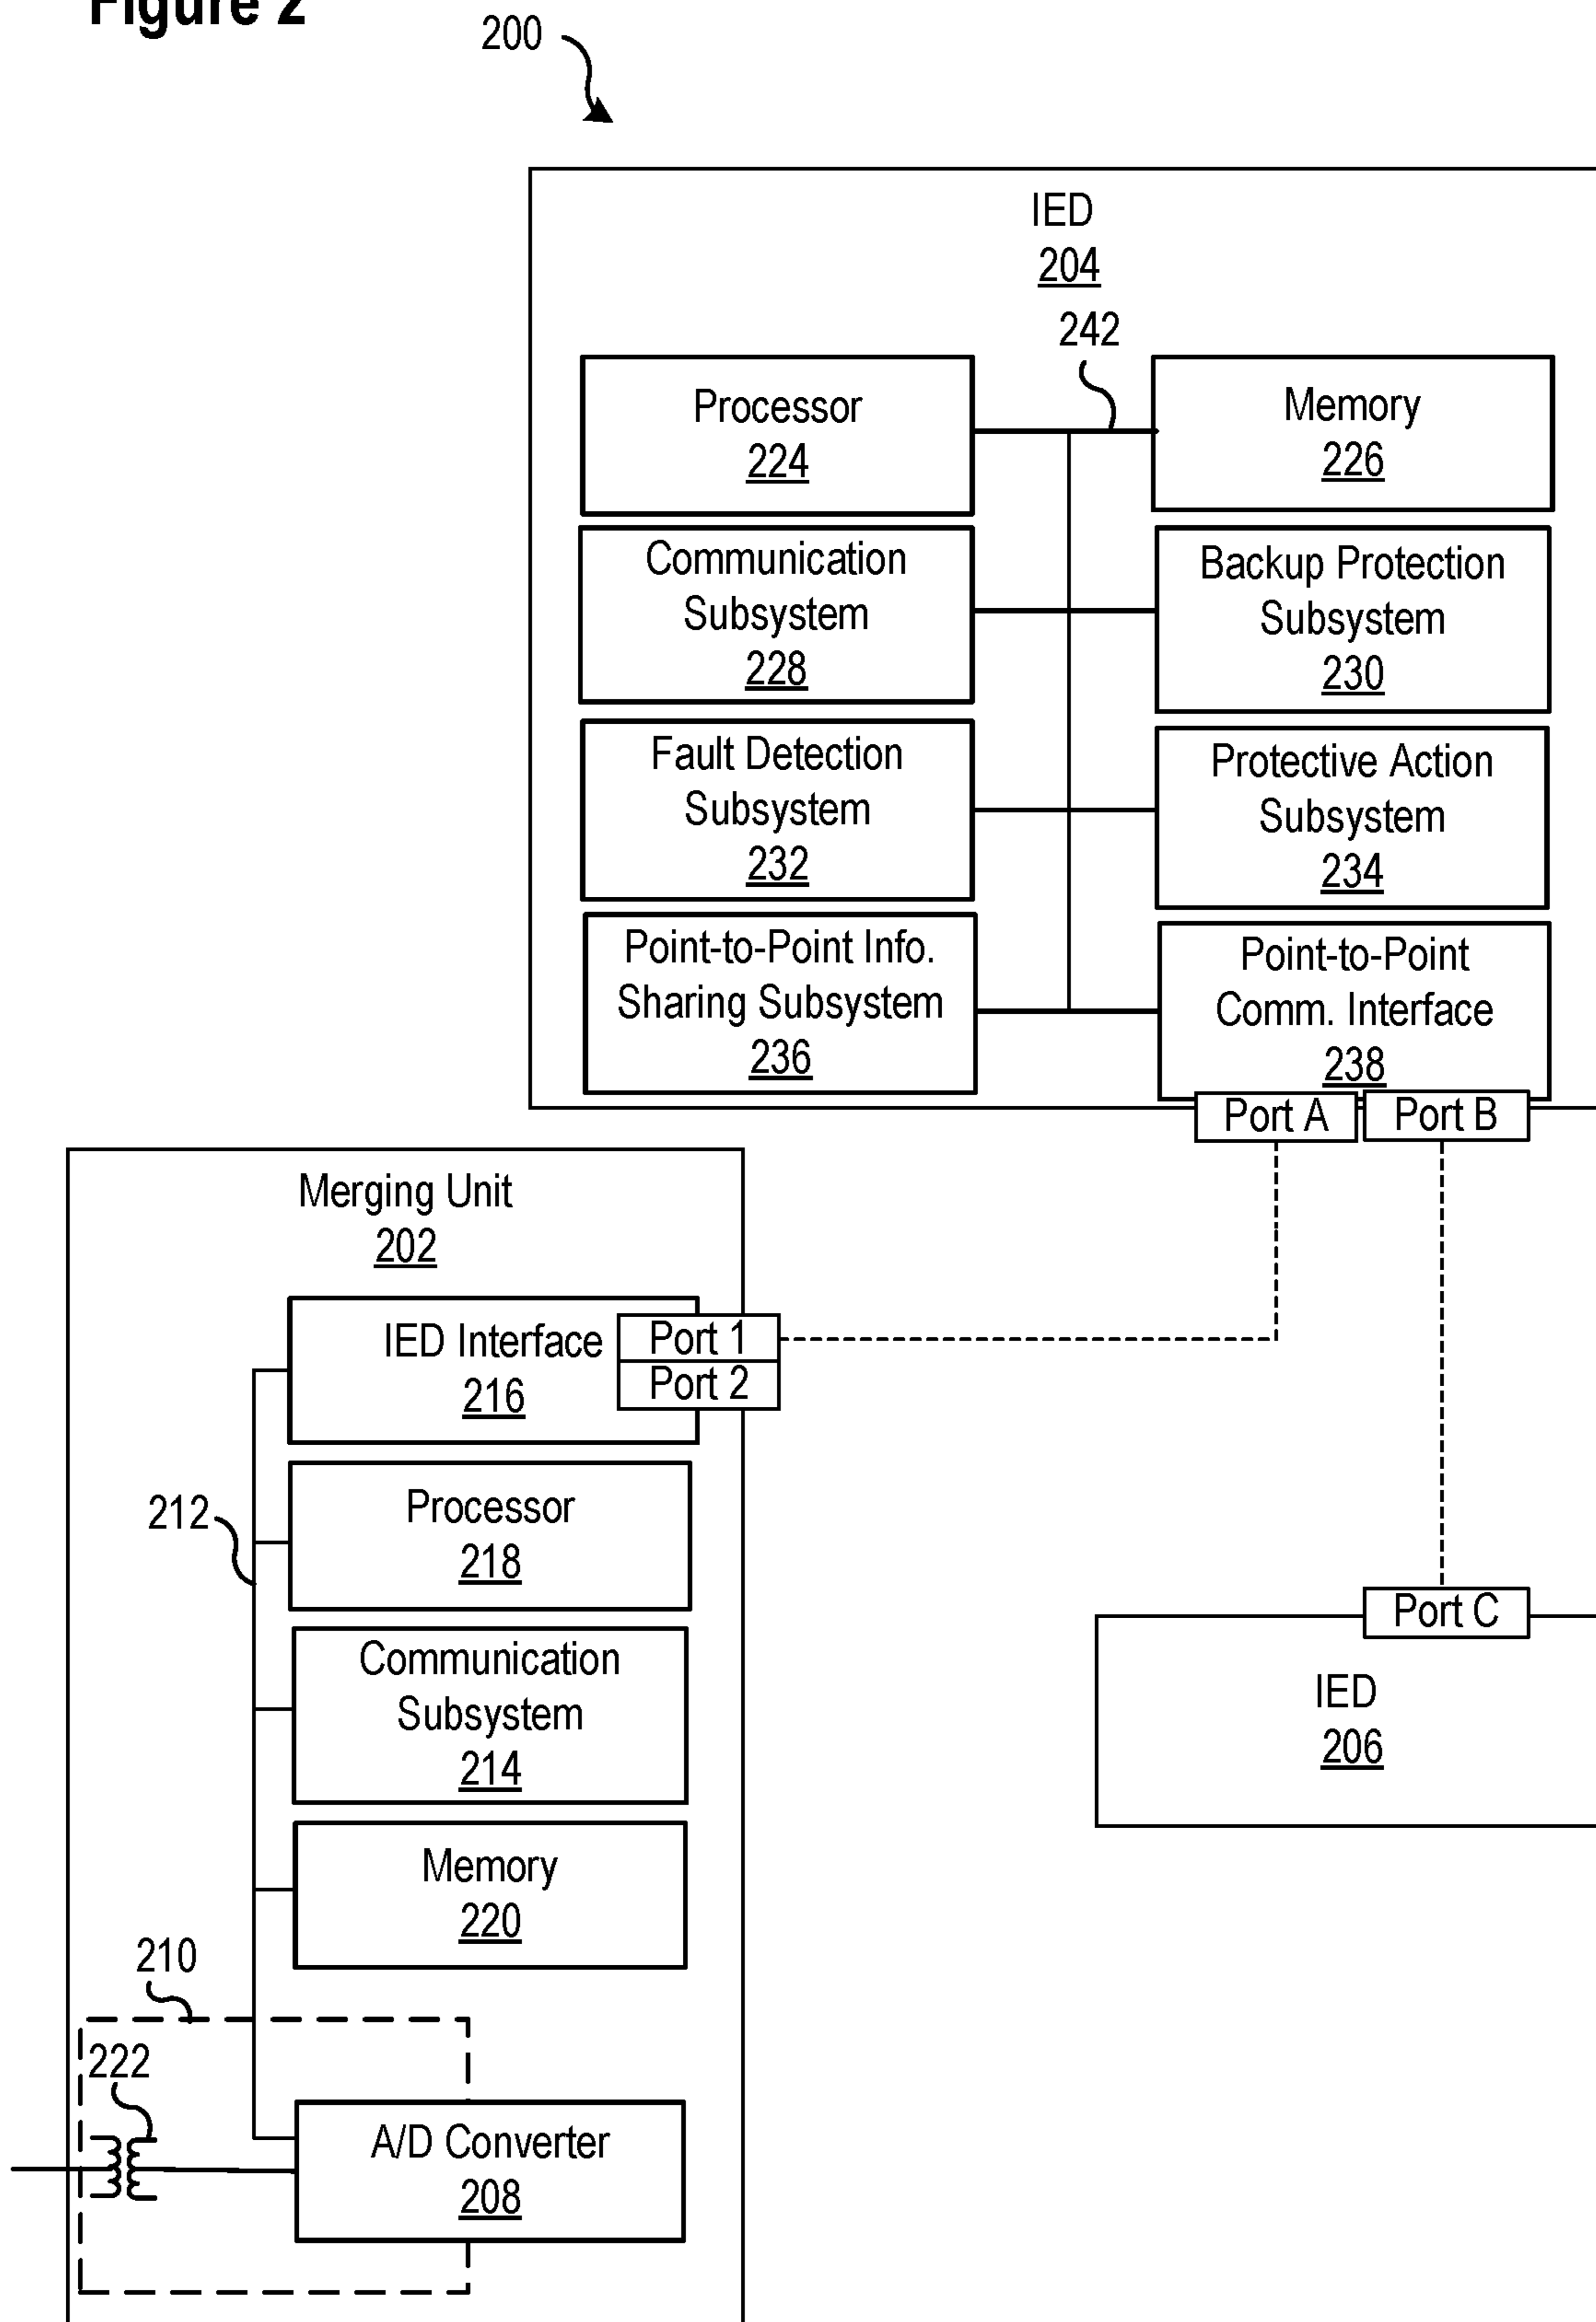 Figure 2
200
IED
204
242
Processor
224
Memory
226
Communication
Subsystem
228
Backup Protection
Subsystem
230
Fault Detection
Subsystem
232
Protective Action
Subsystem
234
Point-to-Point Info.
Sharing Subsystem
236
Point-to-Point
Comm. Interface
238
Port A
Port B
Merging Unit
202
IED Interface
216
Port 1
Port 2
212
Processor
218
Communication
Subsystem
214
Memory
220
210
222
A/D Converter
208
Port C
IED
206